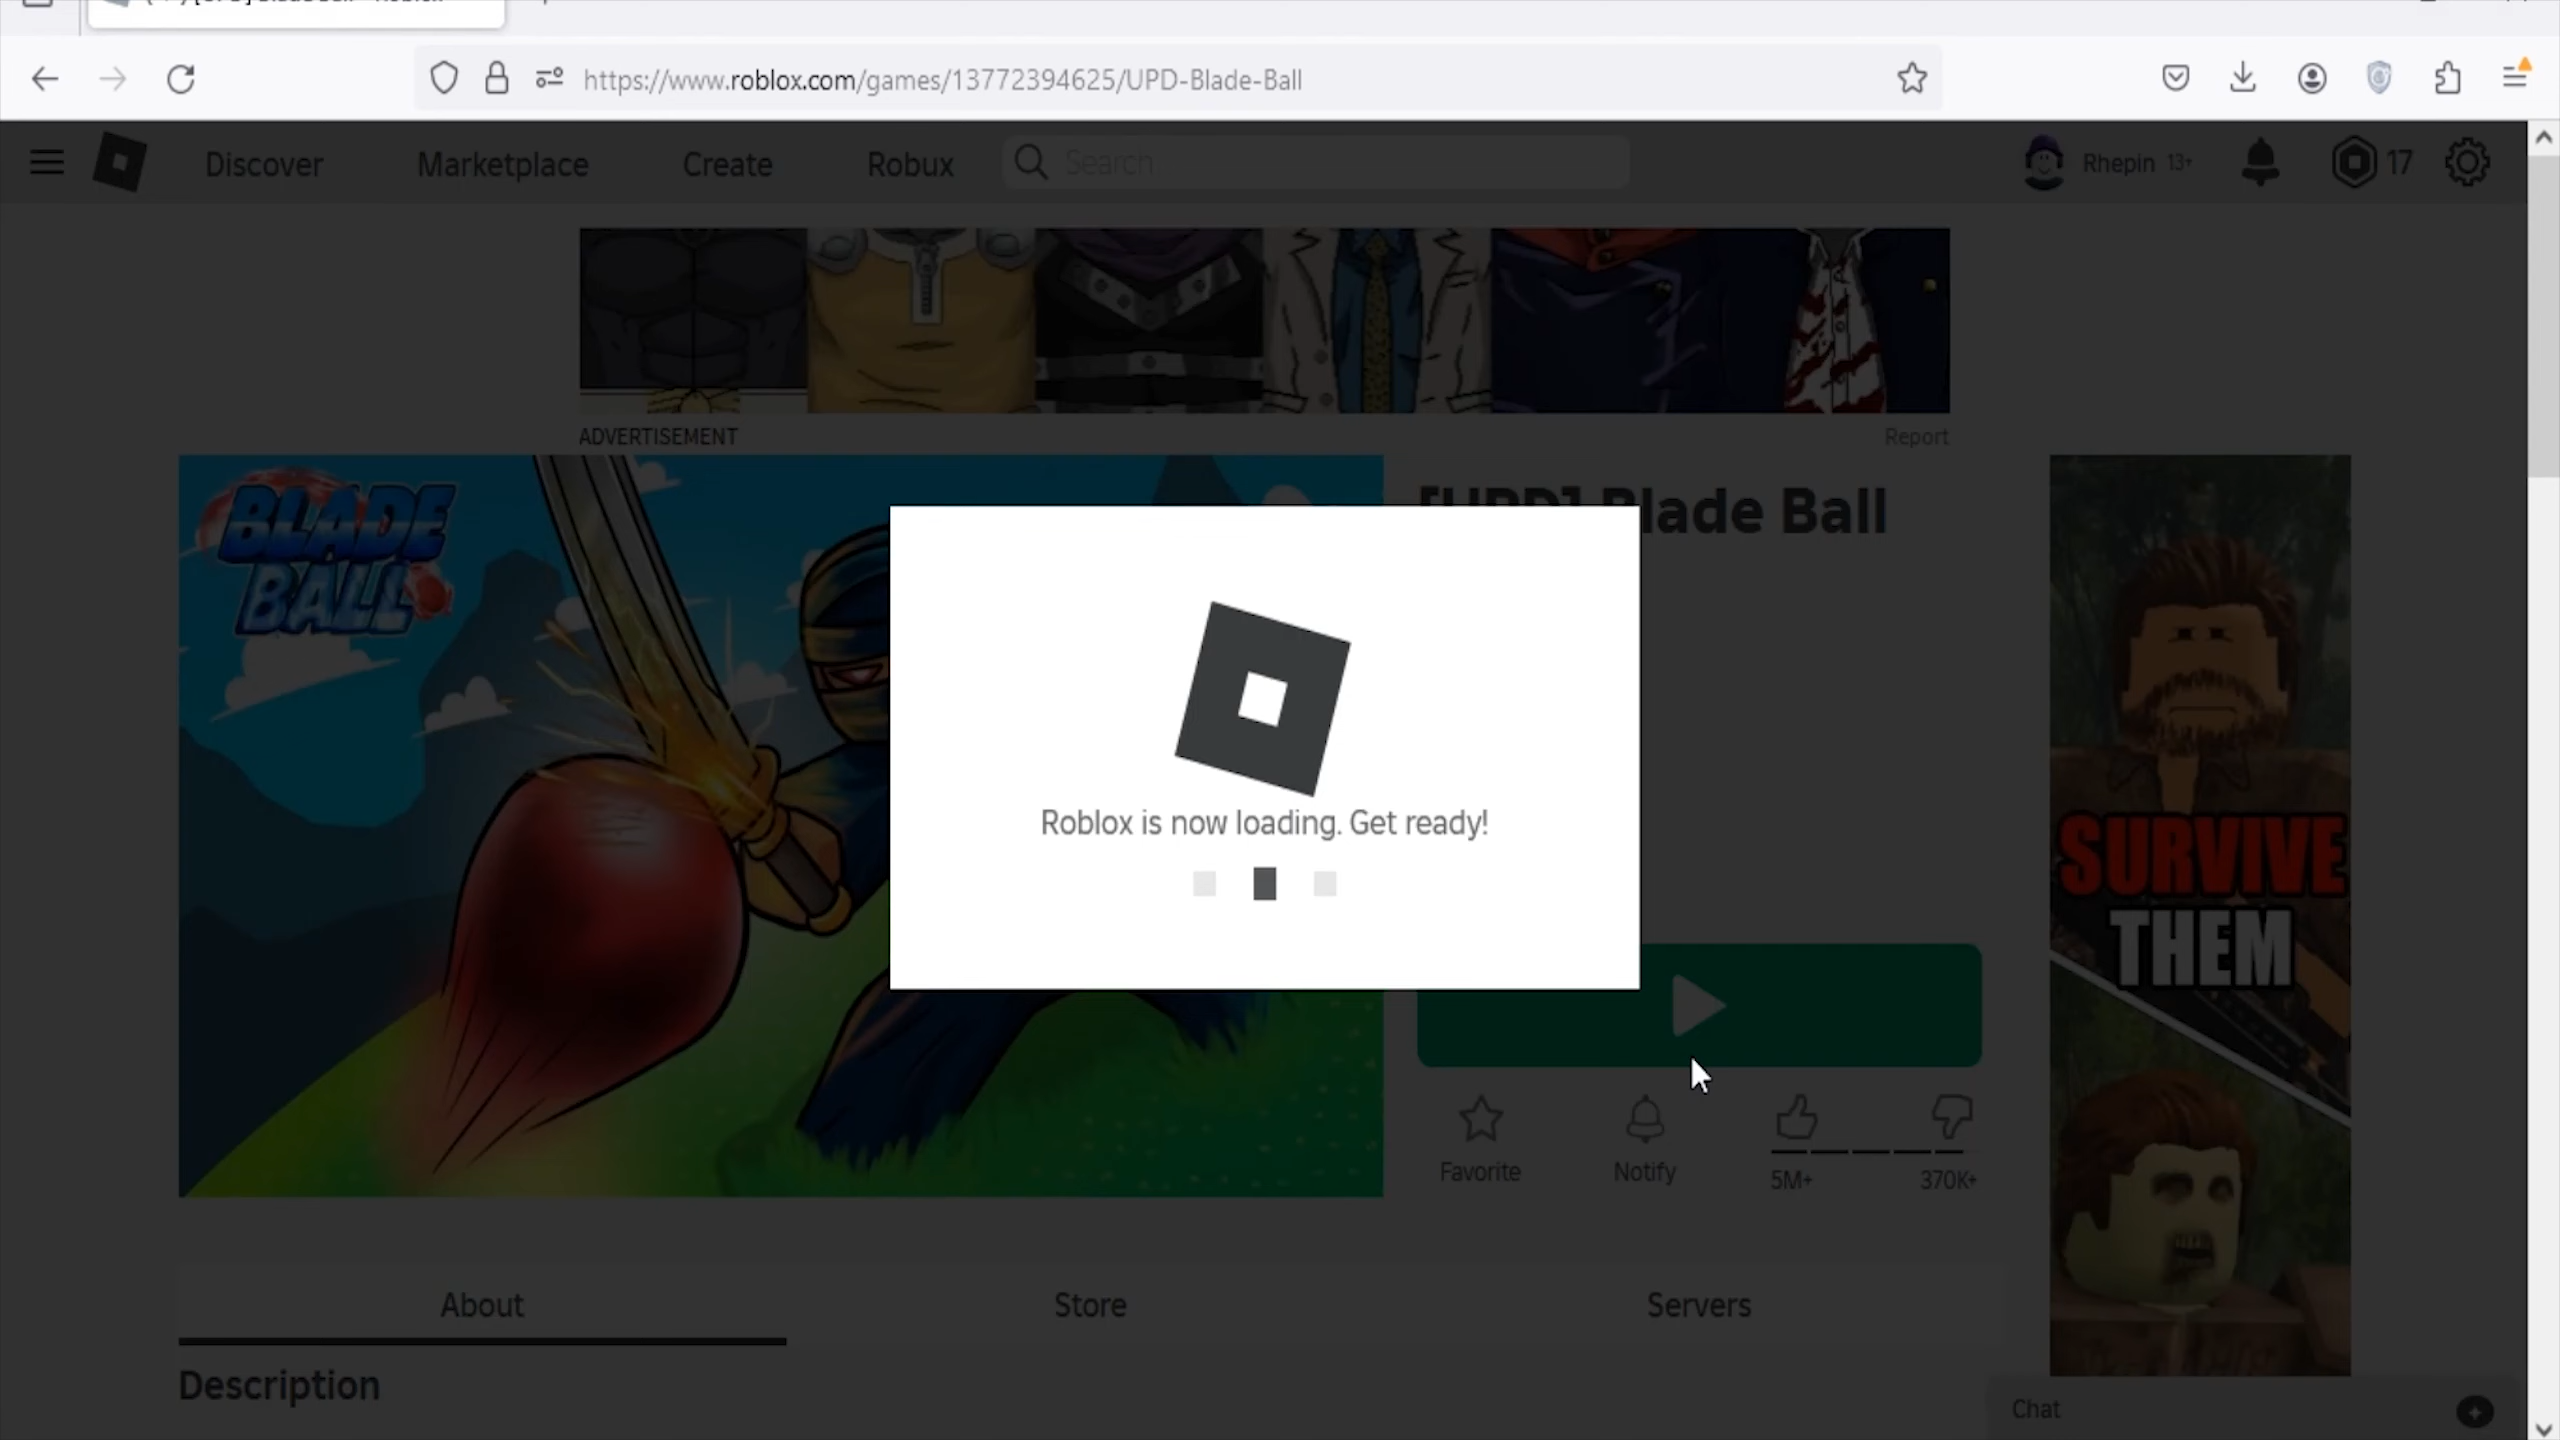 https://www.roblox.com/games/13772394625/UPD-Blade-Ball
Discover
Marketplace
Create
Robux
Search
Rhepin 13+
17
ADVERTISEMENT
Report
BLADE
BALL
[UPD] Blade Ball
Roblox is now loading. Get ready!
SURVIVE
THEM
Favorite
Notify
5M+
370K+
About
Store
Servers
Description
Chat